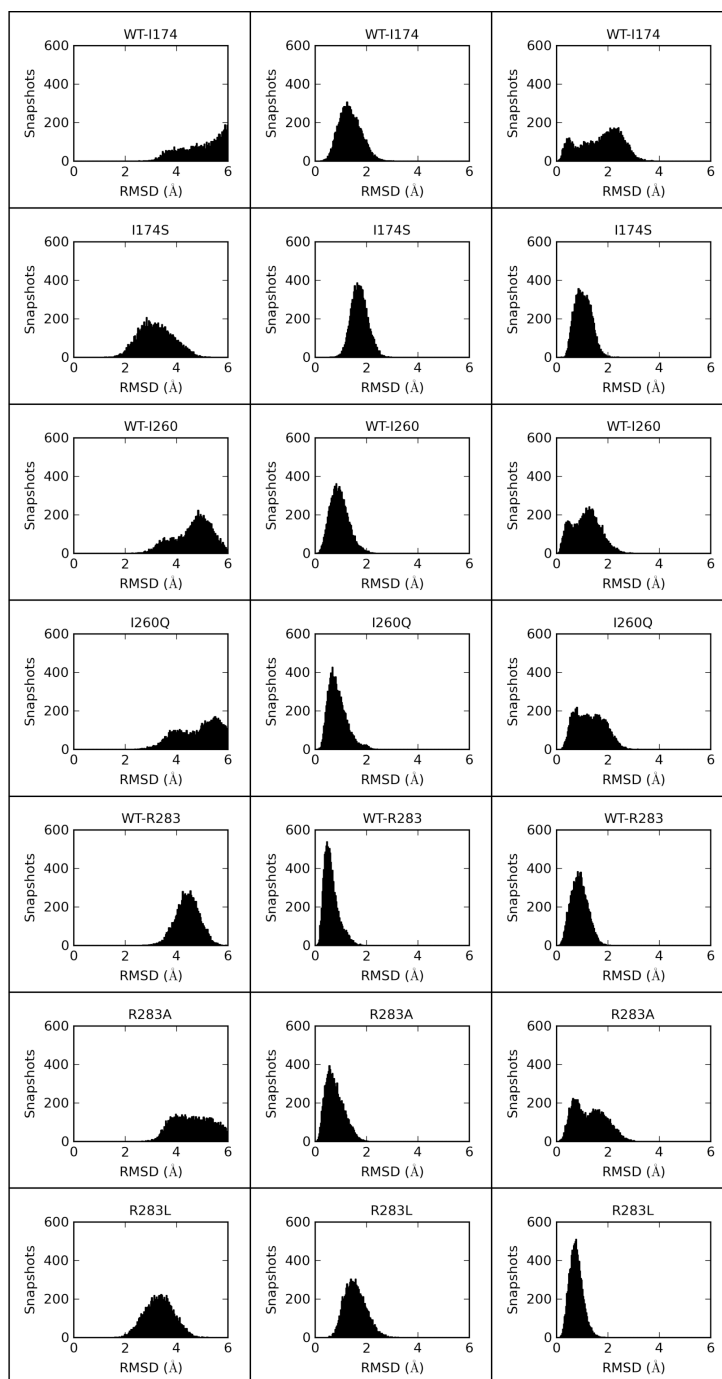 WT-I174 WT-I174 WT-I174
600 600 600
400 400 400
200 200 200
0 0 0
Snapshots Snapshots Snapshots
0 2 4 6 0 2 4 6 0 2 4 6
RMSD (Å) RMSD (Å) RMSD (Å)
I174S I174S I174S
600 600 600
400 400 400
200 200 200
0 0 0
Snapshots Snapshots Snapshots
0 2 4 6 0 2 4 6 0 2 4 6
RMSD (Å) RMSD (Å) RMSD (Å)
WT-I260 WT-I260 WT-I260
600 600 600
400 400 400
200 200 200
0 0 0
Snapshots Snapshots Snapshots
0 2 4 6 0 2 4 6 0 2 4 6
RMSD (Å) RMSD (Å) RMSD (Å)
I260Q I260Q I260Q
600 600 600
400 400 400
200 200 200
0 0 0
Snapshots Snapshots Snapshots
0 2 4 6 0 2 4 6 0 2 4 6
RMSD (Å) RMSD (Å) RMSD (Å)
WT-R283 WT-R283 WT-R283
600 600 600
400 400 400
200 200 200
0 0 0
Snapshots Snapshots Snapshots
0 2 4 6 0 2 4 6 0 2 4 6
RMSD (Å) RMSD (Å) RMSD (Å)
R283A R283A R283A
600 600 600
400 400 400
200 200 200
0 0 0
Snapshots Snapshots Snapshots
0 2 4 6 0 2 4 6 0 2 4 6
RMSD (Å) RMSD (Å) RMSD (Å)
R283L R283L R283L
600 600 600
400 400 400
200 200 200
0 0 0
Snapshots Snapshots Snapshots
0 2 4 6 0 2 4 6 0 2 4 6
RMSD (Å) RMSD (Å) RMSD (Å)